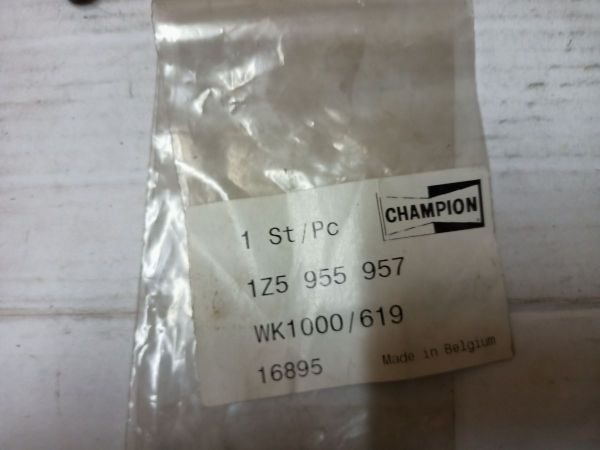 1 St/Pc
CHAMPION
1Z5 955 957
WK1000/619
16895
Made in Belgium